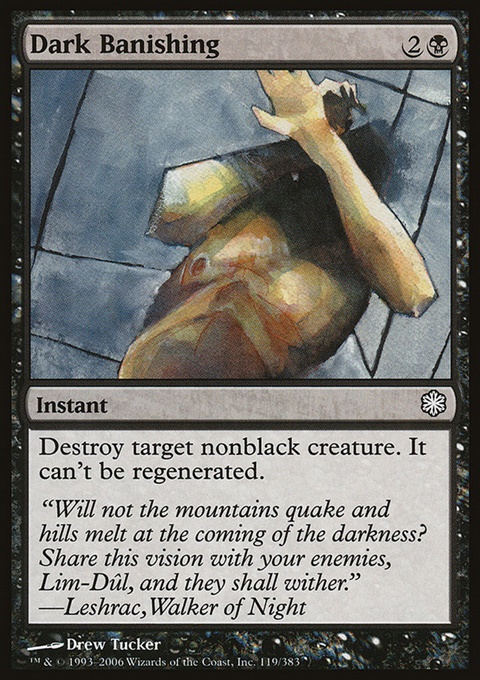 Dark Banishing 2
Instant
Destroy target nonblack creature. It
can't be regenerated.
"Will not the mountains quake and
hills melt at the coming of the darkness?
Share this vision with your enemies,
Lim-Dûl, and they shall wither."
—Leshrac, Walker of Night
Drew Tucker
™ & © 1993–2006 Wizards of the Coast, Inc. 119/383